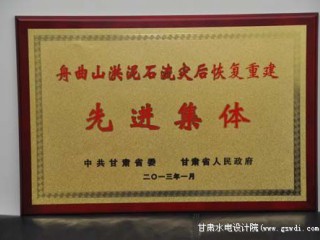 舟曲山洪泥石流灾后恢复重建
先进集体
中共甘肃省委 甘肃省人民政府
二〇一三年一月
甘肃水电设计院(www.gswdi.com)